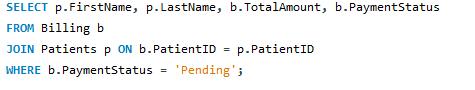 SELECT p.FirstName, p.LastName, b.TotalAmount, b.PaymentStatus
FROM Billing b
JOIN Patients p ON b.PatientID = p.PatientID
WHERE b.PaymentStatus = 'Pending';